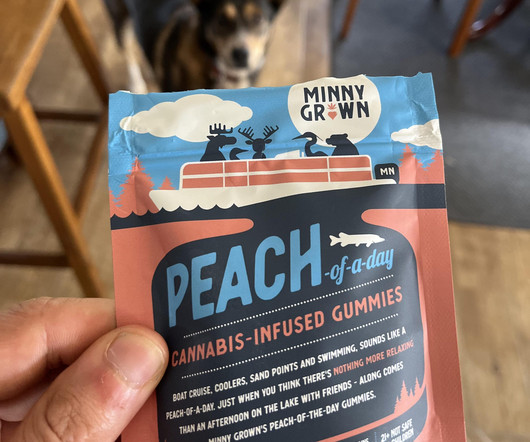 MINNY
GROWN
MN
PEACH
-of-a-day
CANNABIS-INFUSED GUMMIES
BOAT CRUISE, COOLERS, SAND POINTS AND SWIMMING, SOUNDS LIKE A
PEACH-OF-A-DAY. JUST WHEN YOU THINK THERE'S NOTHING MORE RELAXING
THAN AN AFTERNOON ON THE LAKE WITH FRIENDS - ALONG COMES
MINNY GROWN'S PEACH-OF-THE-DAY GUMMIES.
21+ NOT SAFE